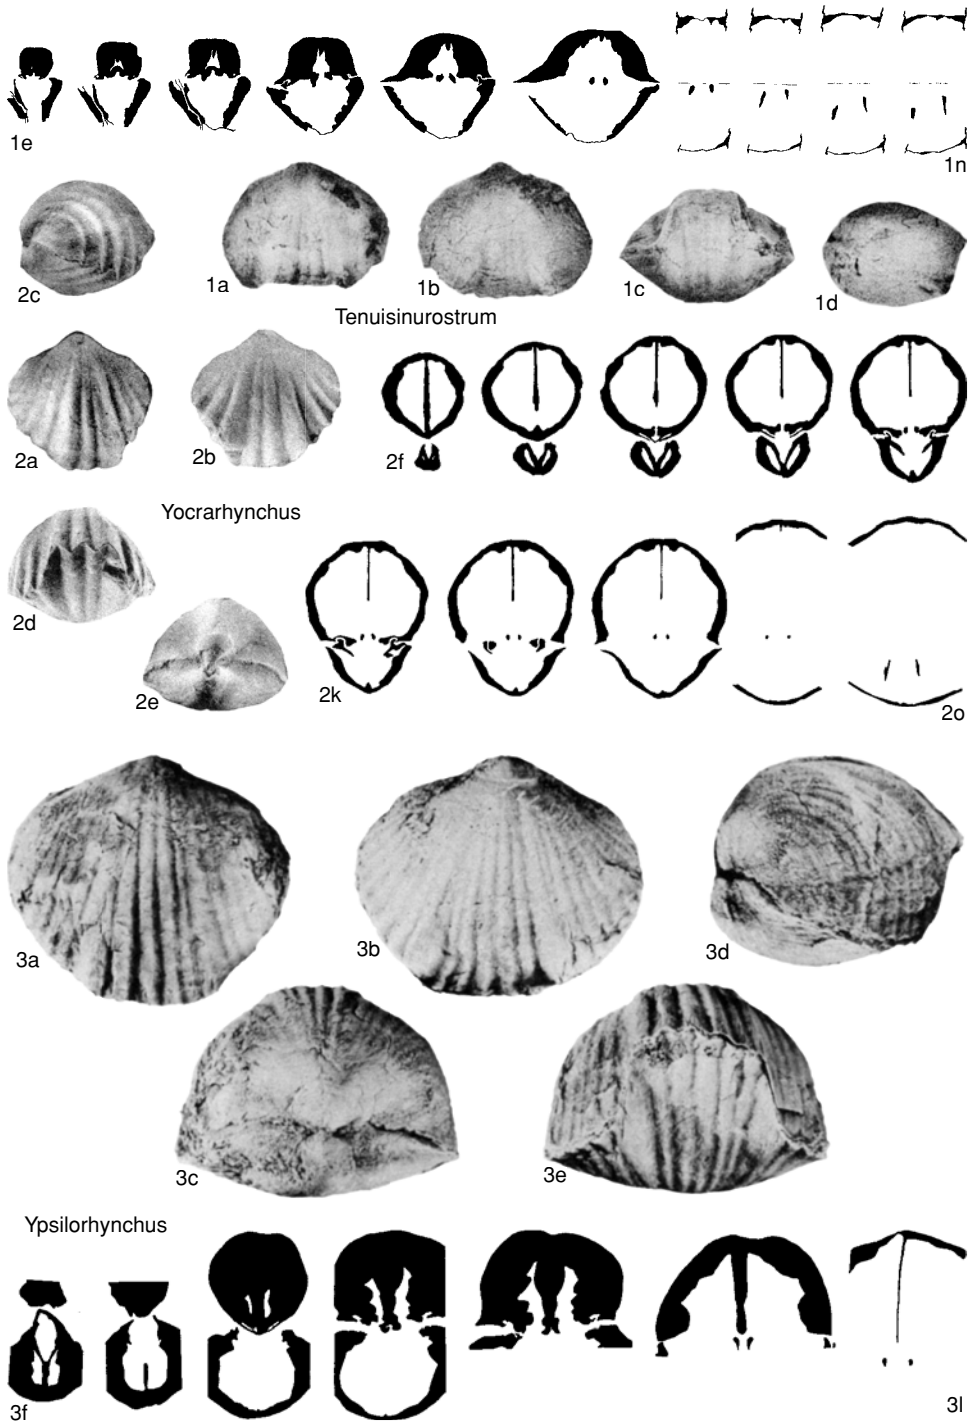 1e
1n
2c
1a
1b
1c
1d
Tenuisinurostrum
2a
2b
2f
Yocrarhynchus
2d
2e
2k
2o
3a
3b
3d
3c
3e
Ypsilorhynchus
3f
3l